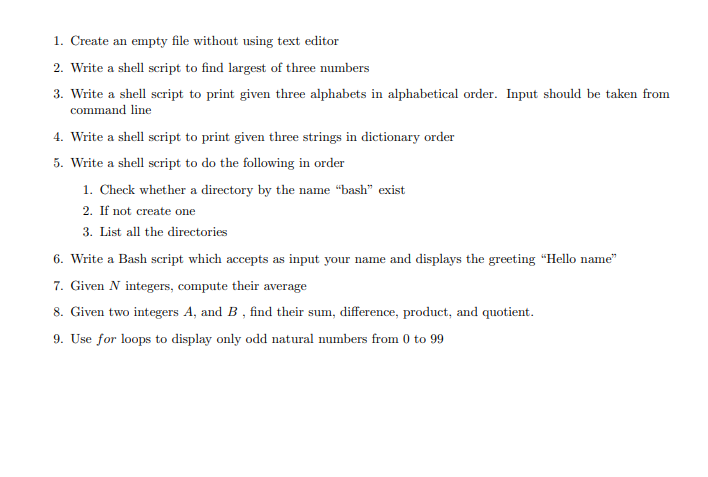 1. Create an empty file without using text editor
2. Write a shell script to find largest of three numbers
3. Write a shell script to print given three alphabets in alphabetical order. Input should be taken from
command line
4. Write a shell script to print given three strings in dictionary order
5. Write a shell script to do the following in order
1. Check whether a directory by the name “bash” exist
2. If not create one
3. List all the directories
6. Write a Bash script which accepts as input your name and displays the greeting “Hello name”
7. Given N integers, compute their average
8. Given two integers A, and B , find their sum, difference, product, and quotient.
9. Use for loops to display only odd natural numbers from 0 to 99